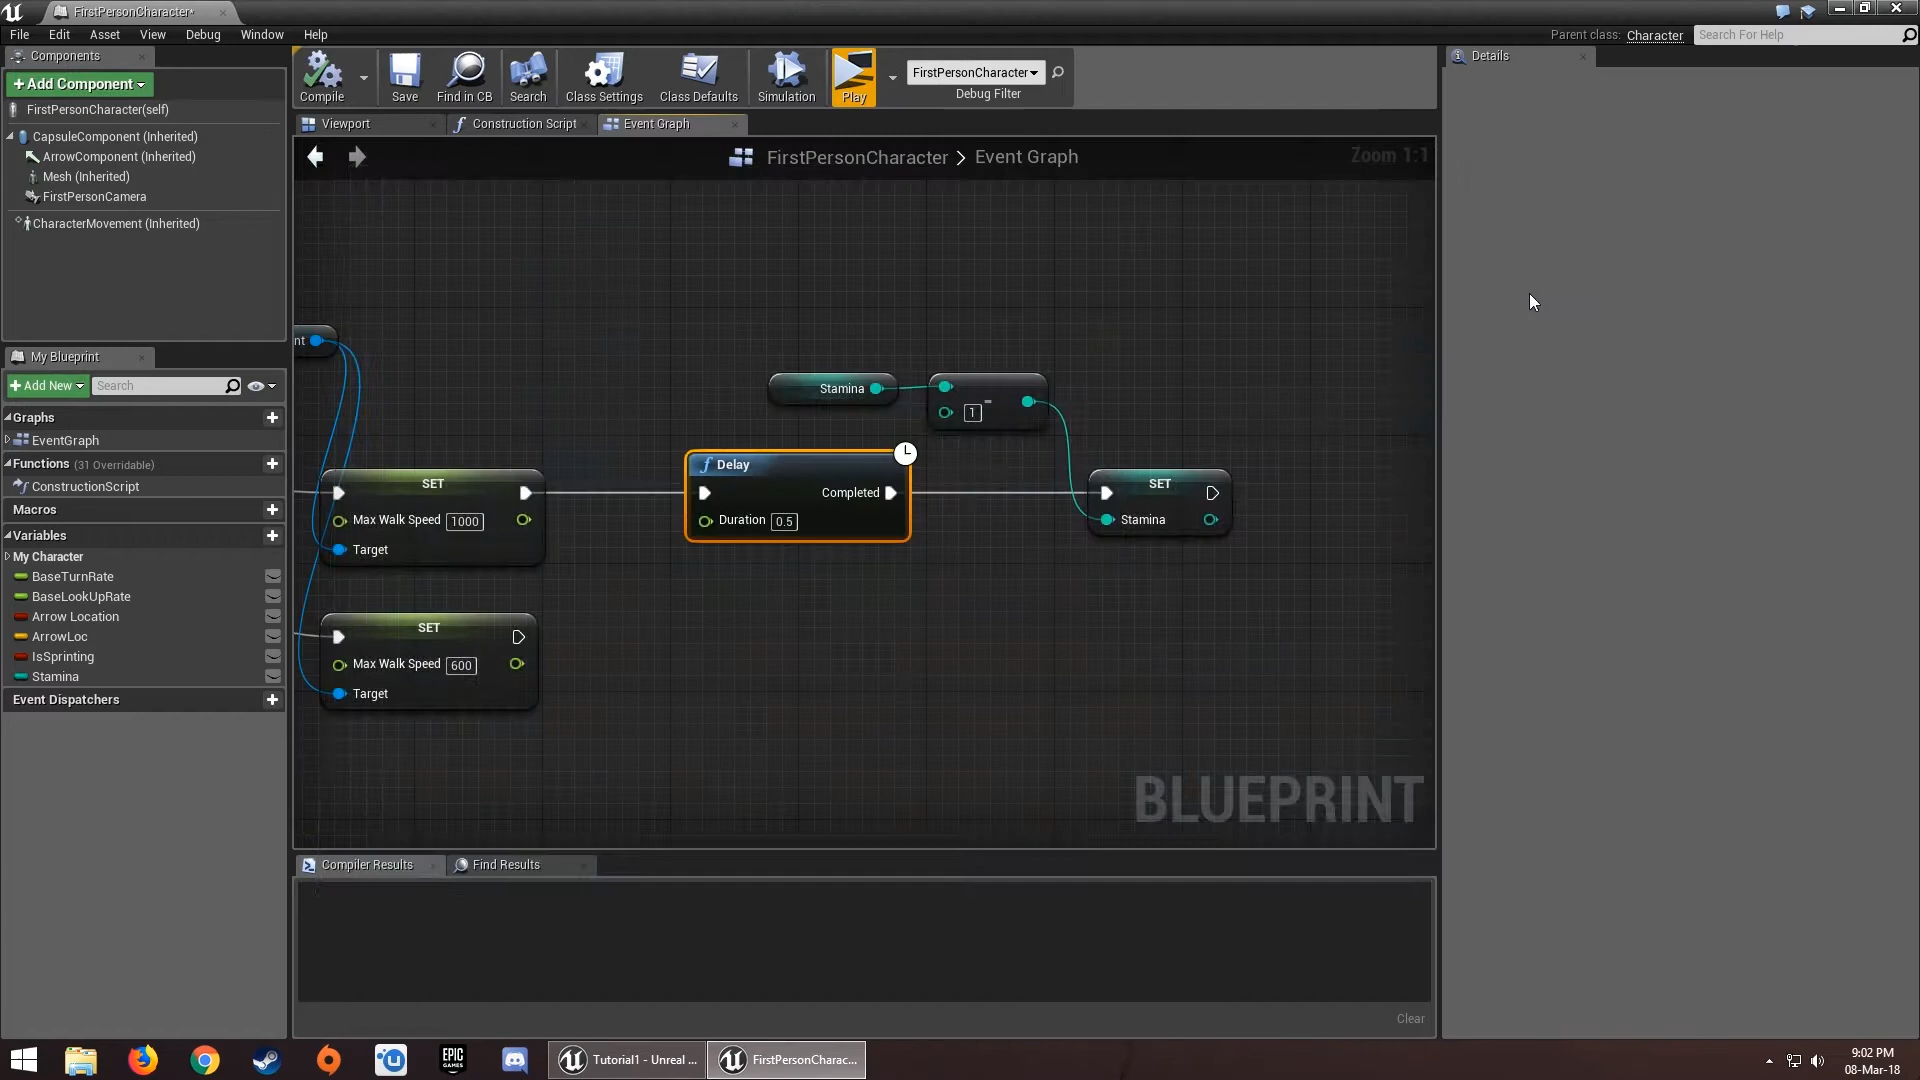 FirstPersonCharacter*
File Edit Asset View Debug Window Help
Parent class: Character
Search For Help
Components
+Add Component
FirstPersonCharacter(self)
CapsuleComponent (Inherited)
ArrowComponent (Inherited)
Mesh (Inherited)
FirstPersonCamera
CharacterMovement (Inherited)
My Blueprint
+Add New
Search
Graphs
EventGraph
Functions (31 Overridable)
ConstructionScript
Macros
Variables
My Character
BaseTurnRate
BaseLookUpRate
Arrow Location
ArrowLoc
IsSprinting
Stamina
Event Dispatchers
Compile
Save
Find in CB
Search
Class Settings
Class Defaults
Simulation
Play
FirstPersonCharacter
Debug Filter
Viewport
Construction Script
Event Graph
FirstPersonCharacter > Event Graph
Zoom 1:1
nt
Stamina
1
-
SET
Max Walk Speed 1000
Target
Delay
Completed
Duration 0.5
SET
Stamina
SET
Max Walk Speed 600
Target
BLUEPRINT
Compiler Results
Find Results
Clear
Details
EPIC
GAMES
Tutorial1 - Unreal ...
FirstPersonCharac...
9:02 PM
08-Mar-18